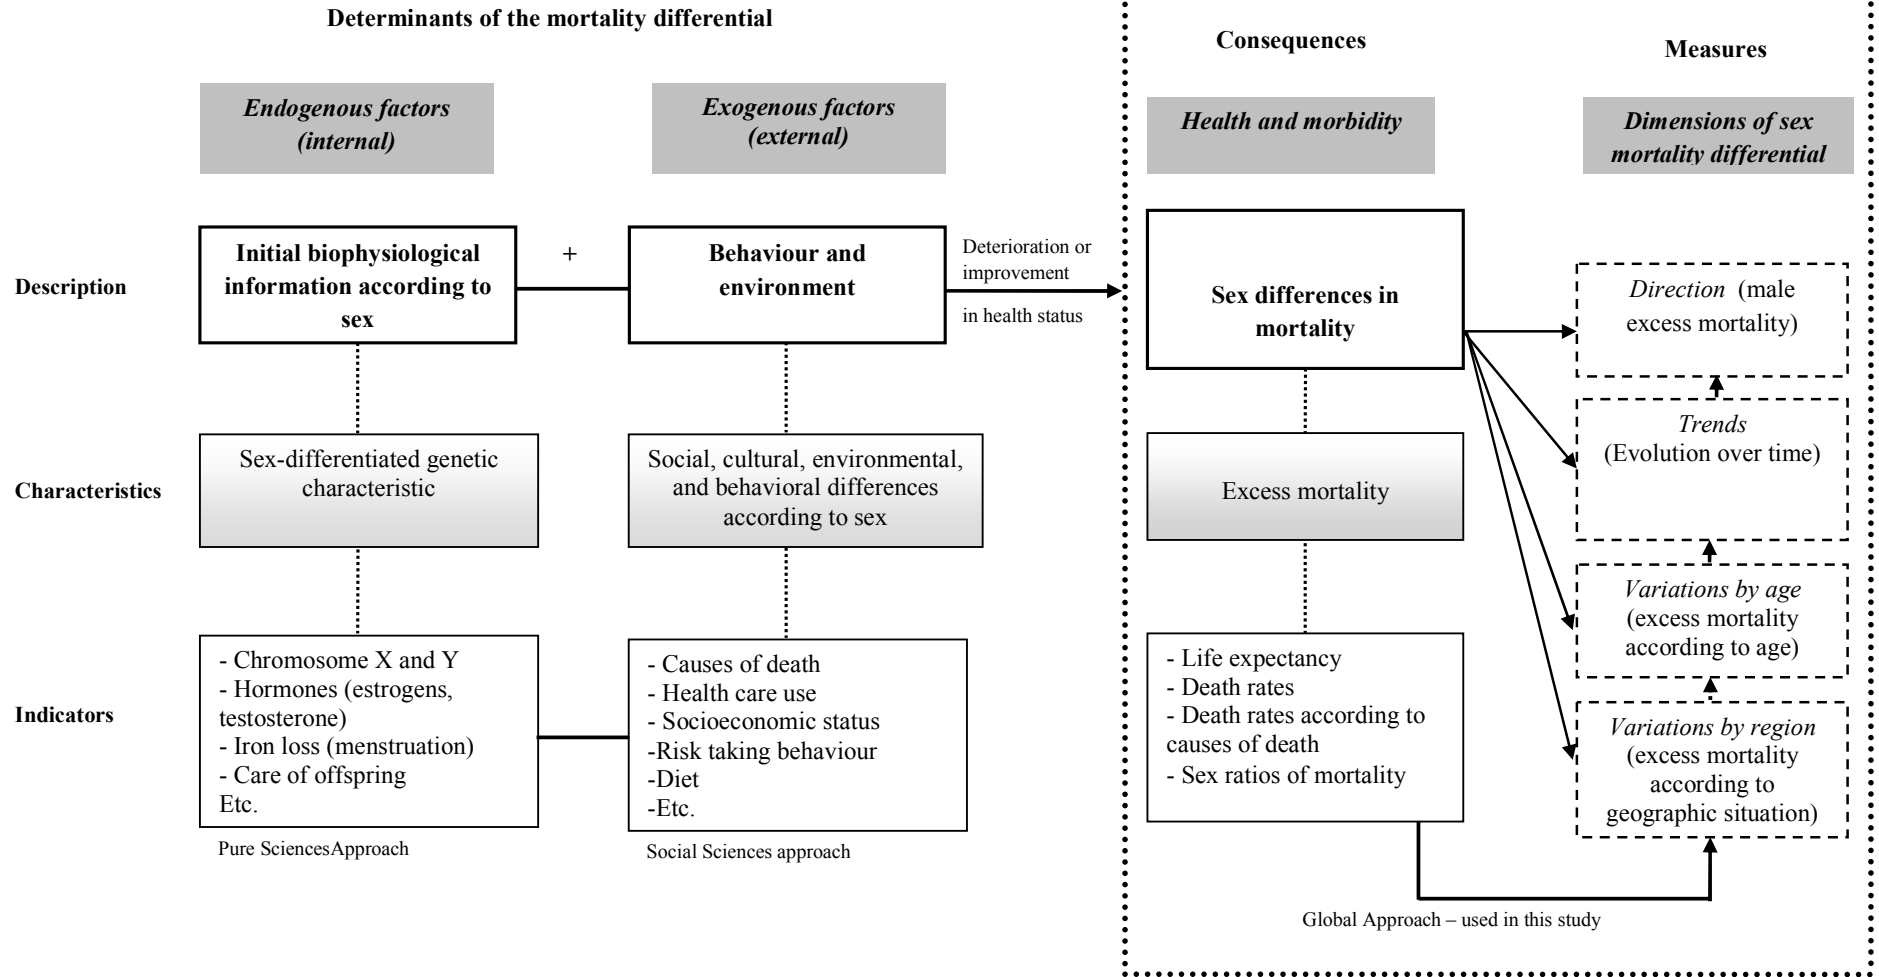 Determinants of the mortality differential
Consequences
Measures
Endogenous factors
(internal)
Exogenous factors
(external)
Health and morbidity
Dimensions of sex
mortality differential
Description
Initial biophysiological
information according to
sex
+
Behaviour and
environment
Deterioration or
improvement
in health status
Sex differences in
mortality
Direction (male
excess mortality)
Trends
(Evolution over time)
Characteristics
Sex-differentiated genetic
characteristic
Social, cultural, environmental,
and behavioral differences
according to sex
Excess mortality
Variations by age
(excess mortality
according to age)
Indicators
- Chromosome X and Y
- Hormones (estrogens,
testosterone)
- Iron loss (menstruation)
- Care of offspring
Etc.
Pure SciencesApproach
- Causes of death
- Health care use
- Socioeconomic status
-Risk taking behaviour
-Diet
-Etc.
Social Sciences approach
- Life expectancy
- Death rates
- Death rates according to
causes of death
- Sex ratios of mortality
Variations by region
(excess mortality
according to
geographic situation)
Global Approach – used in this study